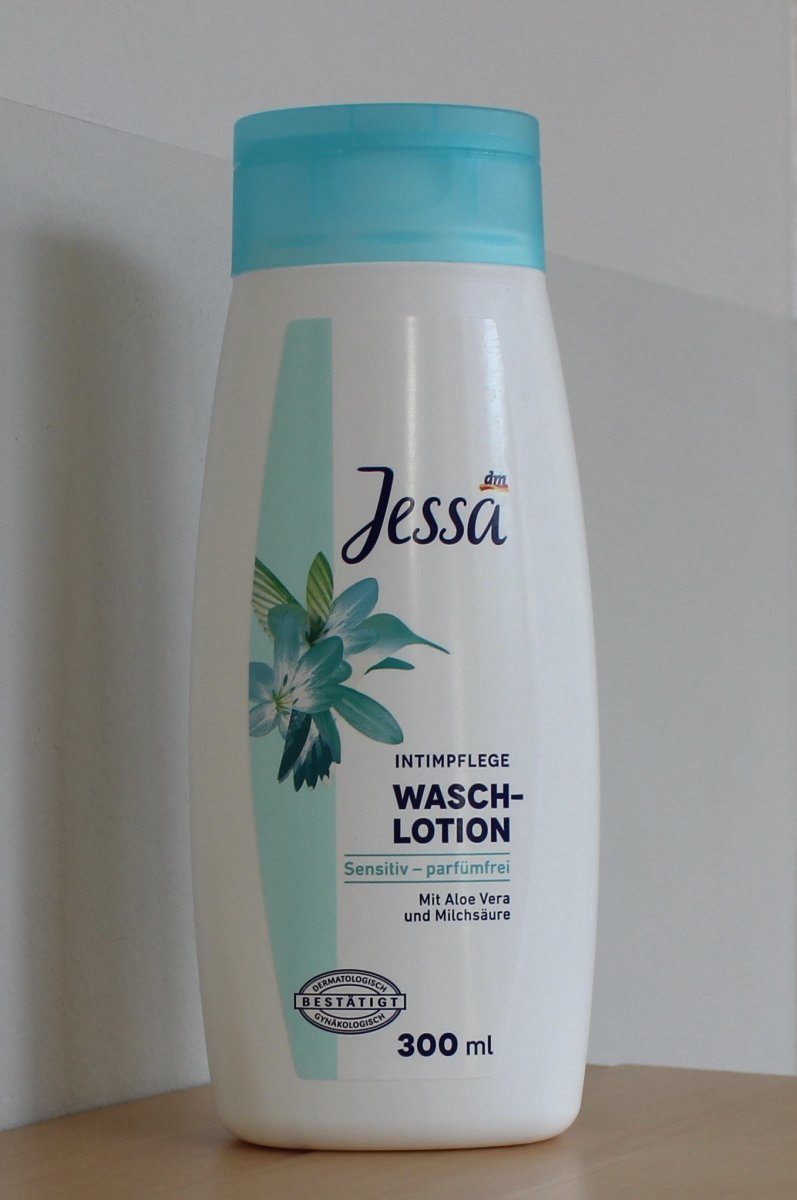 dm
Jessa
INTIMPFLEGE
WASCH-
LOTION
Sensitiv – parfümfrei
Mit Aloe Vera
und Milchsäure
DERMATOLOGISCH
BESTÄTIGT
GYNÄKOLOGISCH
300 ml